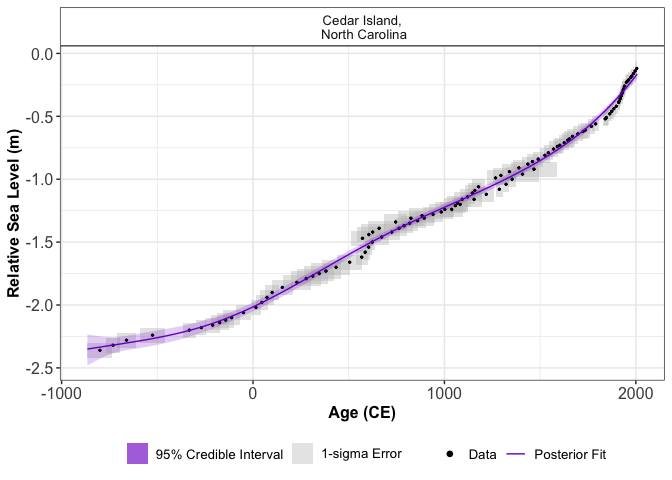 Cedar Island,
North Carolina
0.0
-0.5
-1.0
-1.5
-2.0
-2.5
Relative Sea Level (m)
-1000
0
1000
2000
Age (CE)
95% Credible Interval
1-sigma Error
Data
Posterior Fit